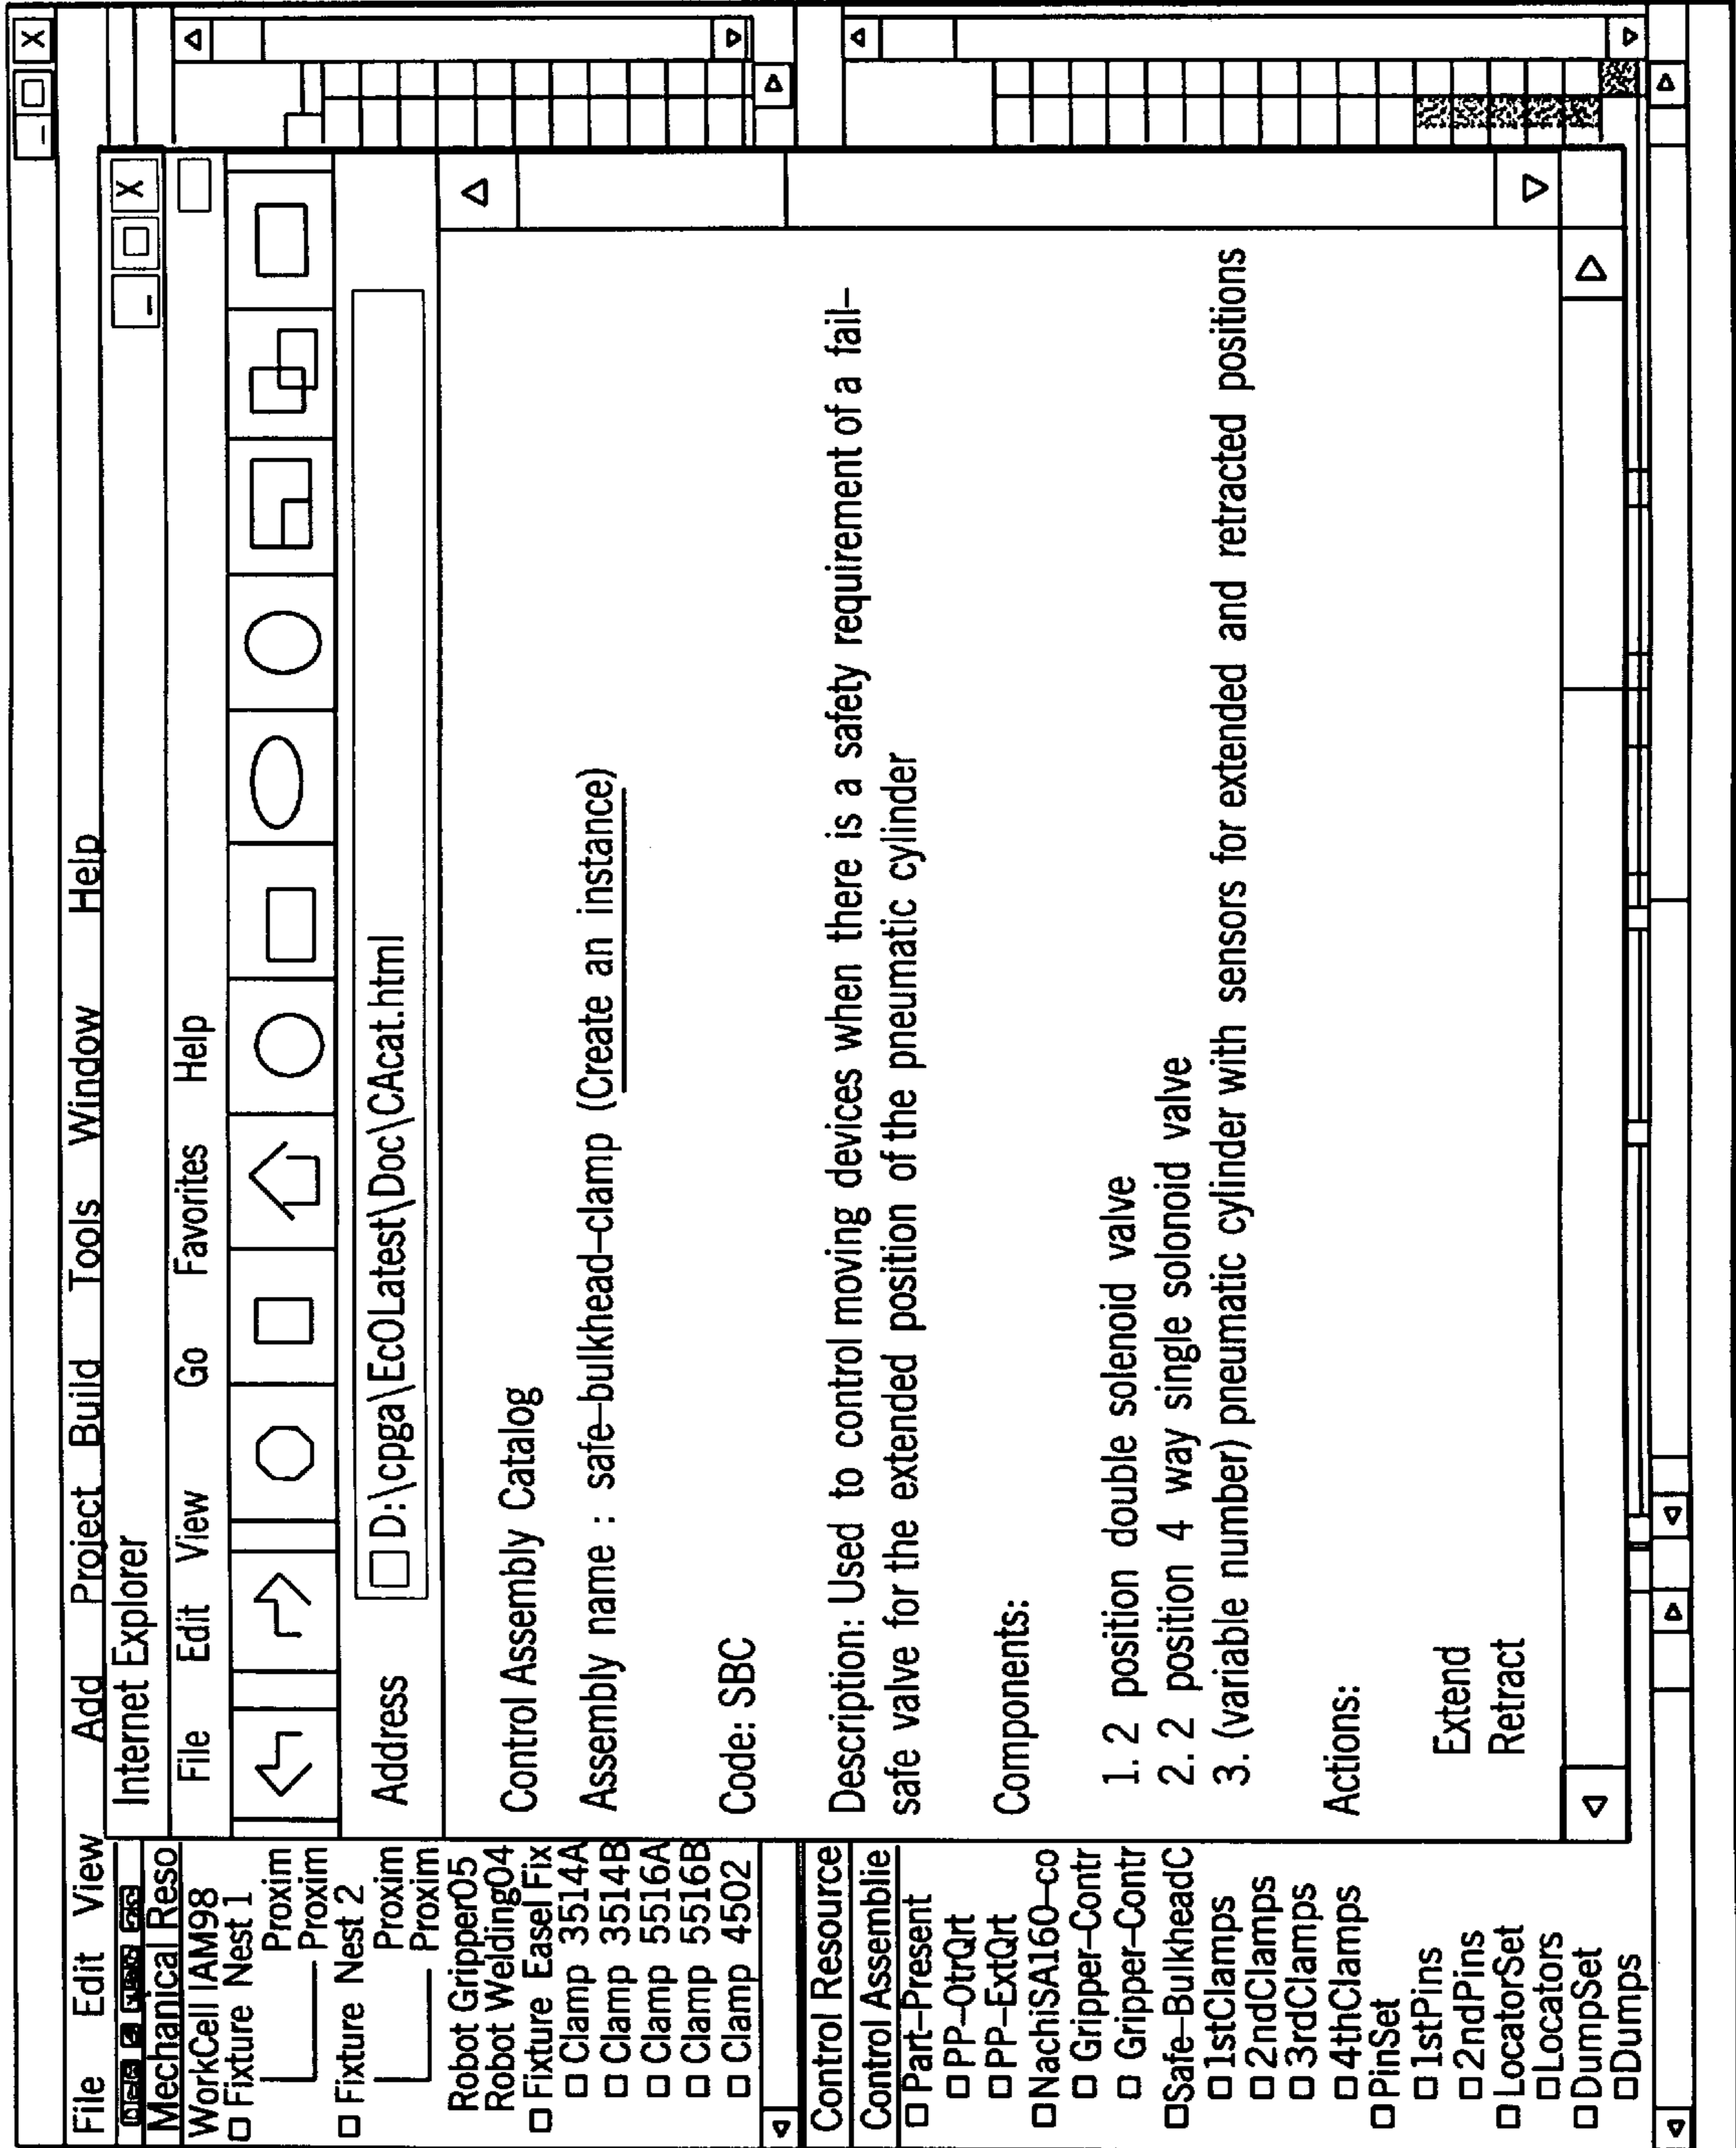 File Edit View Add Project Build Tools Window Help
Mechanical Reso
WorkCell IAM98
Fixture Nest 1
Proxim
Proxim
Fixture Nest 2
Proxim
Proxim
Robot Gripper05
Robot Welding04
Fixture Easel Fix
Clamp 3514A
Clamp 3514B
Clamp 5516A
Clamp 5516B
Clamp 4502
Control Resource
Control Assemblie
Part-Present
PP-OtrQrt
PP-ExtQrt
NachiSA160-co
Gripper-Contr
Gripper-Contr
Safe-BulkheadC
1stClamps
2ndClamps
3rdClamps
4thClamps
PinSet
1stPins
2ndPins
LocatorSet
Locators
DumpSet
Dumps
Internet Explorer
File Edit View Go Favorites Help
Address D:\cpga\EcOLatest\Doc\CAcat.html
Control Assembly Catalog
Assembly name : safe-bulkhead-clamp (Create an instance)
Code: SBC
Description: Used to control moving devices when there is a safety requirement of a fail-
safe valve for the extended position of the pneumatic cylinder
Components:
1. 2 position double solenoid valve
2. 2 position 4 way single solonoid valve
3. (variable number) pneumatic cylinder with sensors for extended and retracted positions
Actions:
Extend
Retract